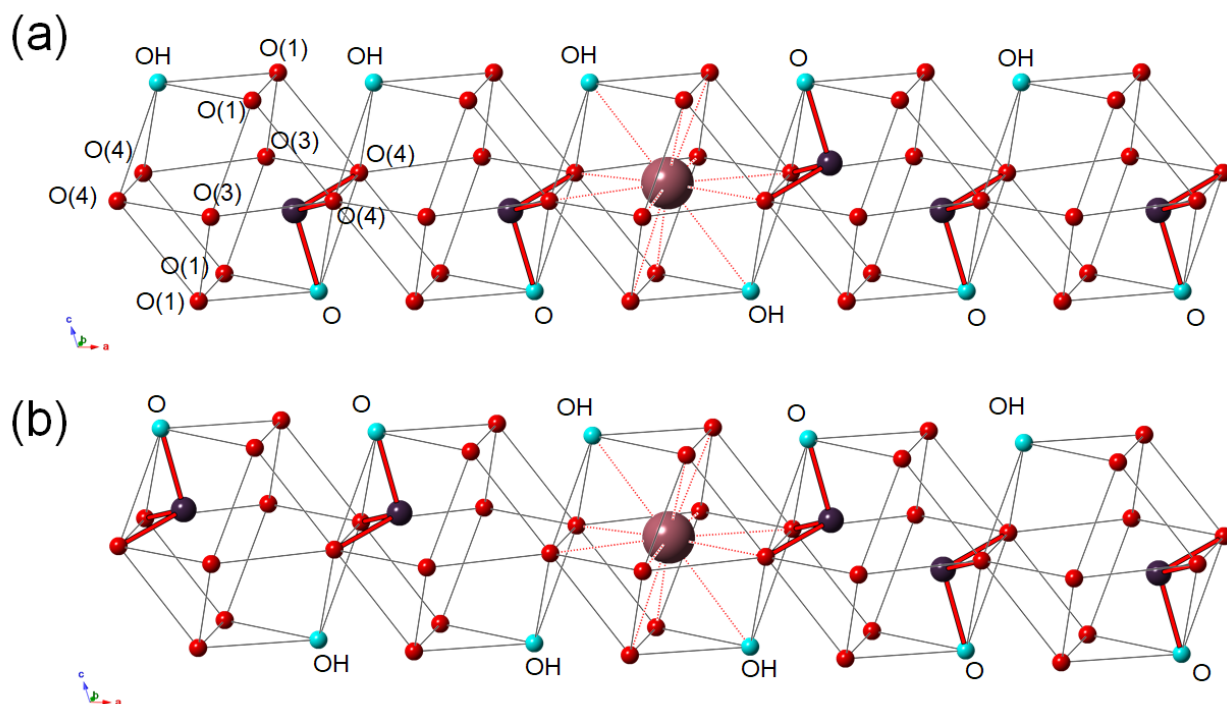 (a)
OH O(1) OH OH O OH
O(1)
O(3)
O(4) O(4)
O(4) O(3) O(4)
O(1)
O(1) O O OH O O
c b a
(b)
O O OH O OH
OH OH OH O O
c b a